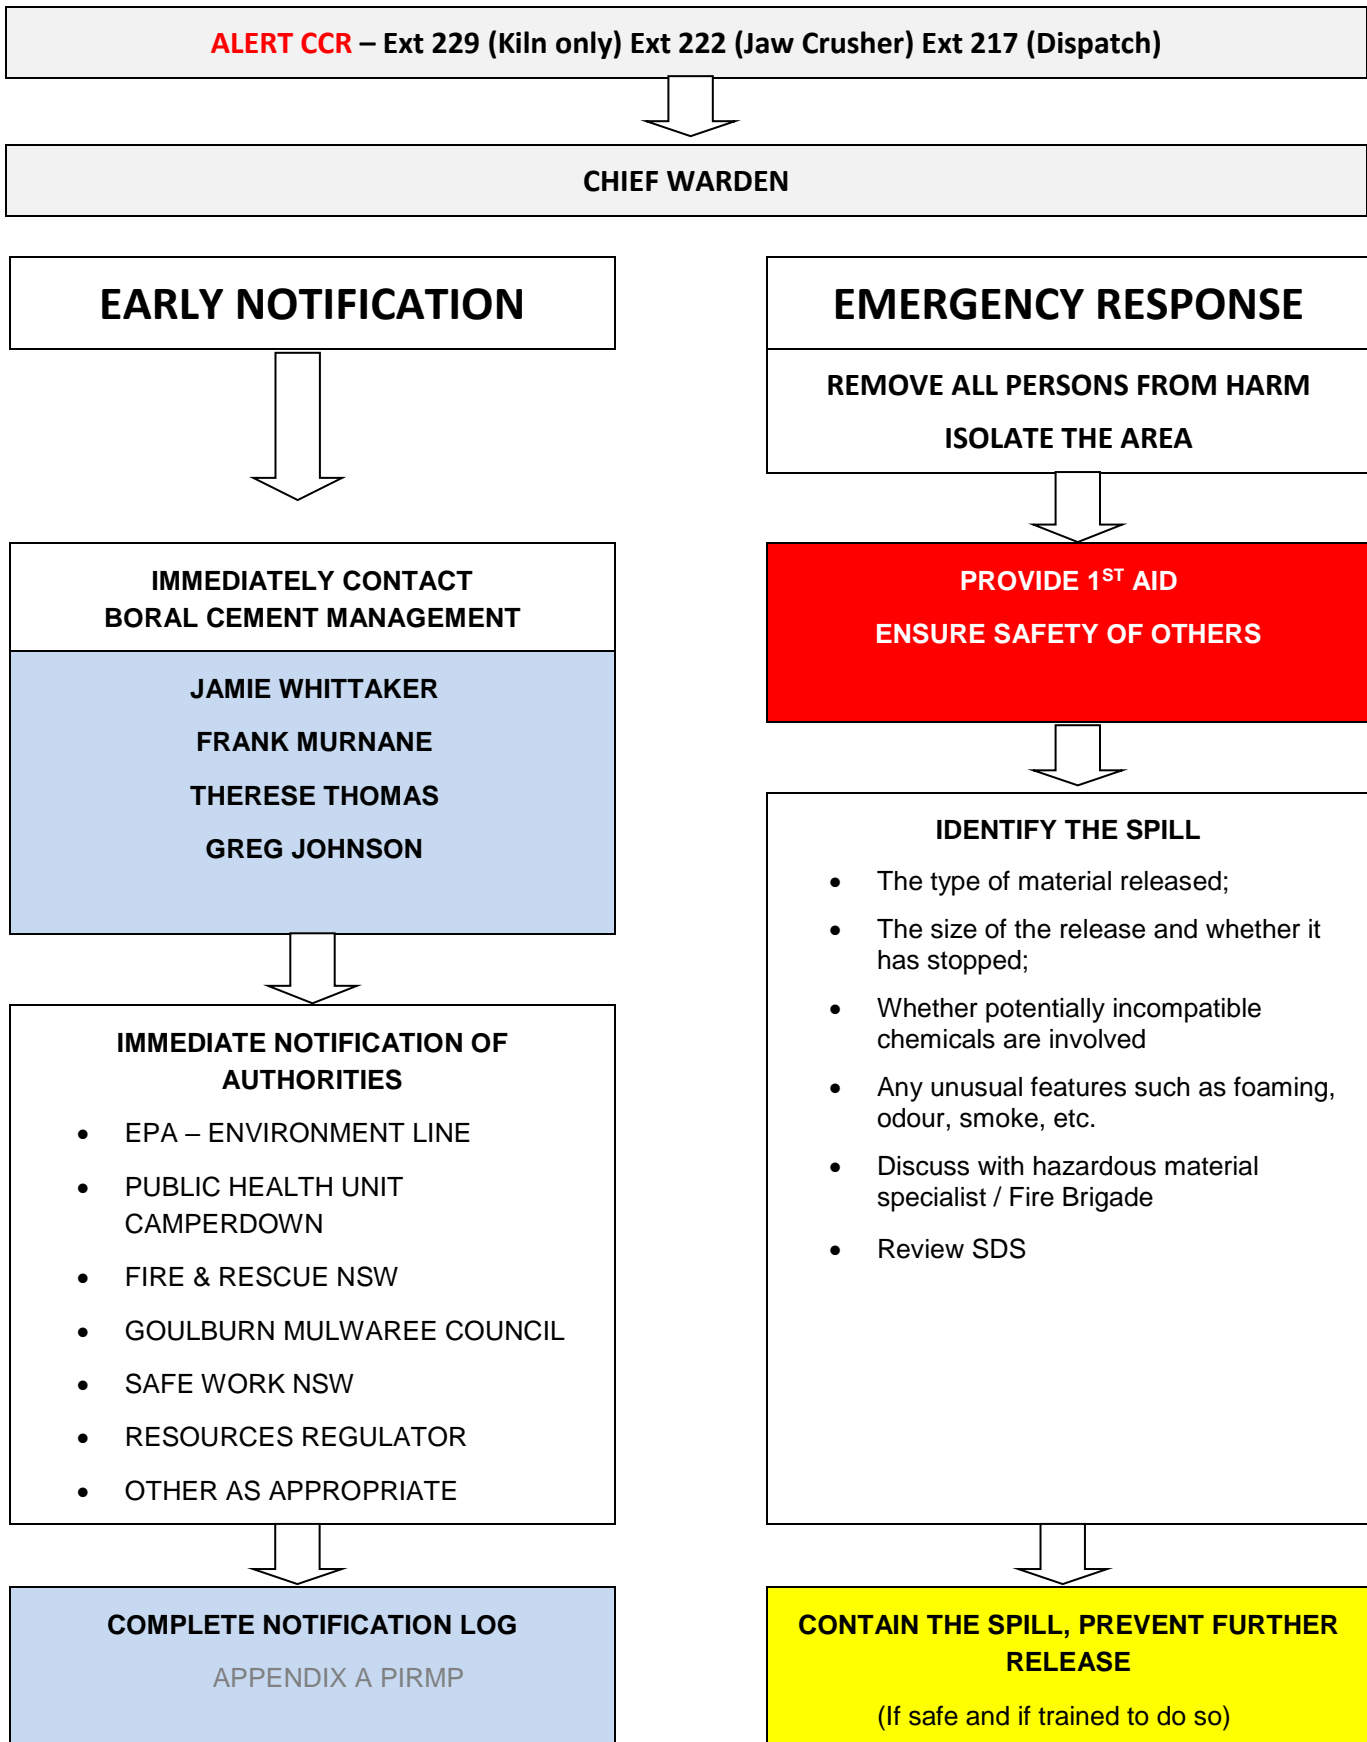 ALERT CCR – Ext 229 (Kiln only) Ext 222 (Jaw Crusher) Ext 217 (Dispatch)
CHIEF WARDEN
EARLY NOTIFICATION
IMMEDIATELY CONTACT
BORAL CEMENT MANAGEMENT
JAMIE WHITTAKER
FRANK MURNANE
THERESE THOMAS
GREG JOHNSON
IMMEDIATE NOTIFICATION OF
AUTHORITIES
• EPA – ENVIRONMENT LINE
• PUBLIC HEALTH UNIT
CAMPERDOWN
• FIRE & RESCUE NSW
• GOULBURN MULWAREE COUNCIL
• SAFE WORK NSW
• RESOURCES REGULATOR
• OTHER AS APPROPRIATE
COMPLETE NOTIFICATION LOG
APPENDIX A PIRMP
EMERGENCY RESPONSE
REMOVE ALL PERSONS FROM HARM
ISOLATE THE AREA
PROVIDE 1ST AID
ENSURE SAFETY OF OTHERS
IDENTIFY THE SPILL
• The type of material released;
• The size of the release and whether it
has stopped;
• Whether potentially incompatible
chemicals are involved
• Any unusual features such as foaming,
odour, smoke, etc.
• Discuss with hazardous material
specialist / Fire Brigade
• Review SDS
CONTAIN THE SPILL, PREVENT FURTHER
RELEASE
(If safe and if trained to do so)